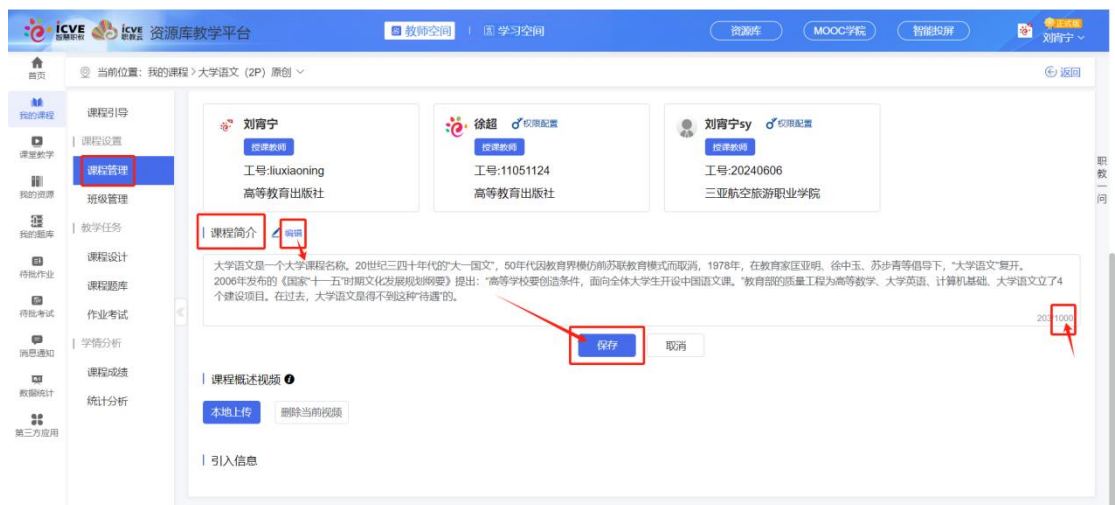 icve 智慧职教 icve 职教云 资源库教学平台 教师空间 学习空间 资源库 MOOC学院 智能投屏 正式版 刘宵宁
首页 当前位置：我的课程>大学语文（2P）原创 返回
我的课程
课堂教学
我的资源
我的题库
待批作业
待批考试
消息通知
数据统计
第三方应用
课程引导
课程设置
课程管理
班级管理
教学任务
课程设计
课程题库
作业考试
学情分析
课程成绩
统计分析
刘宵宁
授课教师
工号:liuxiaoning
高等教育出版社
徐超 权限配置
授课教师
工号:11051124
高等教育出版社
刘宵宁sy 权限配置
授课教师
工号:20240606
三亚航空旅游职业学院
课程简介 编辑
大学语文是一个大学课程名称。20世纪三四十年代的"大一国文"，50年代因教育界模仿前苏联教育模式而取消，1978年，在教育家匡亚明、徐中玉、苏步青等倡导下，"大学语文"复开。
2006年发布的《国家"十一五"时期文化发展规划纲要》提出："高等学校要创造条件，面向全体大学生开设中国语文课。"教育部的质量工程为高等数学、大学英语、计算机基础、大学语文立了4
个建设项目。在过去，大学语文是得不到这种"待遇"的。
203/1000
保存 取消
课程概述视频
本地上传 删除当前视频
引入信息
职
教
一
问